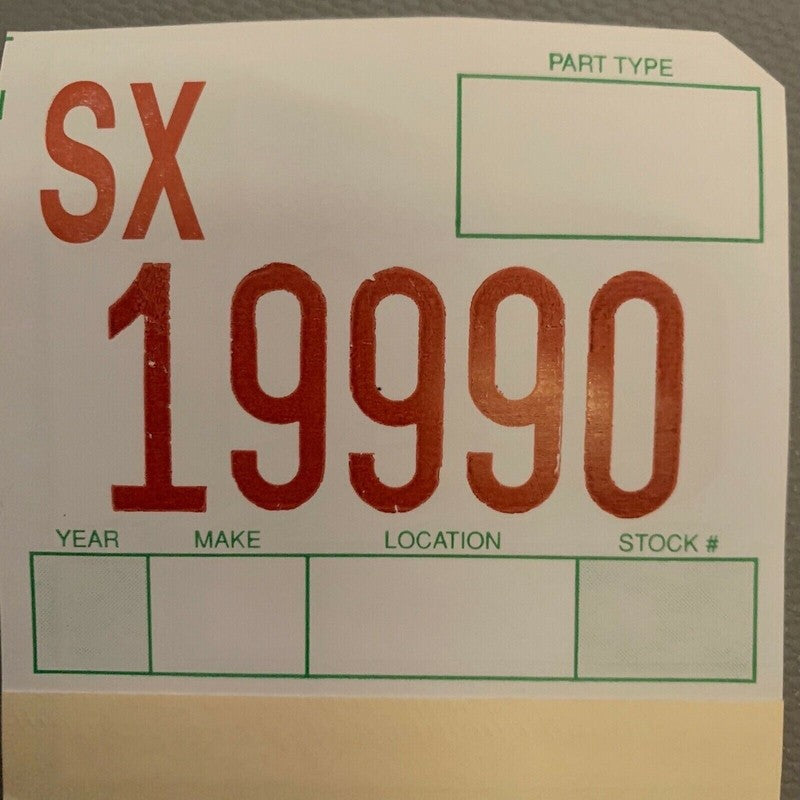 PART TYPE
SX
19990
YEAR MAKE LOCATION STOCK #